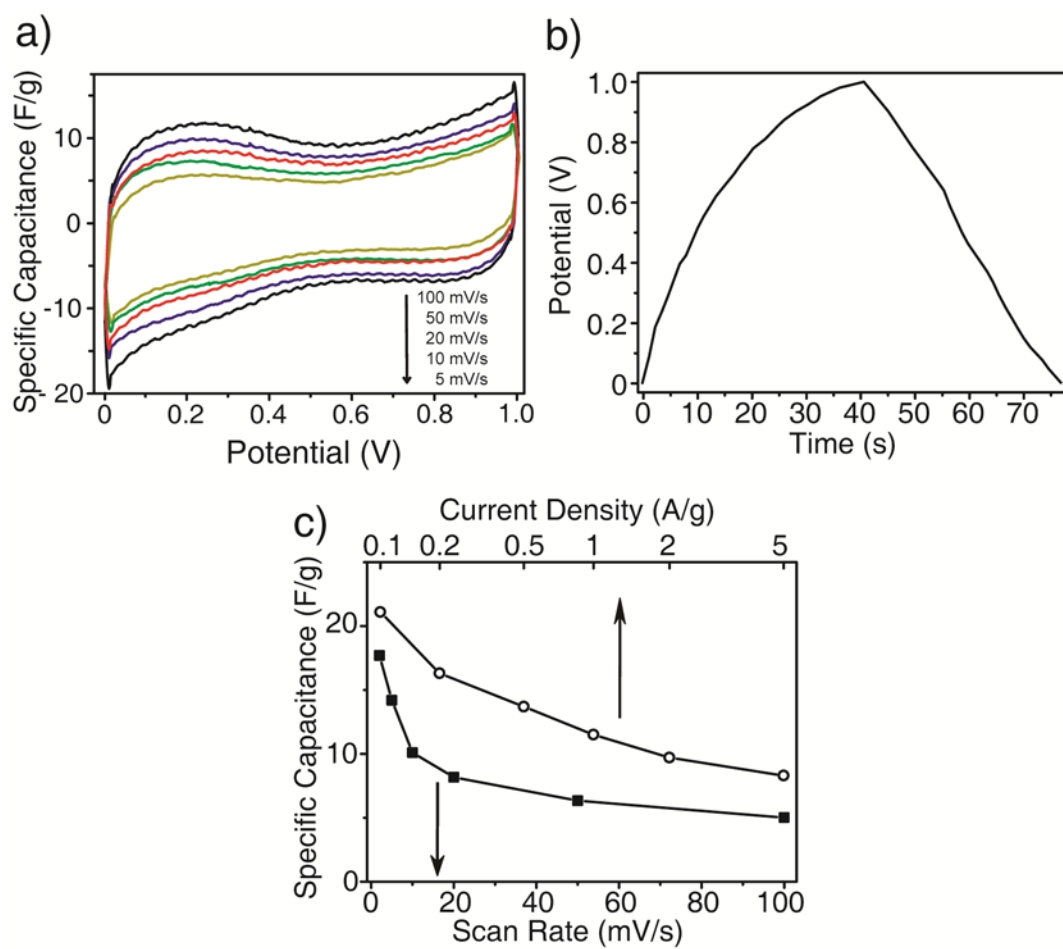 a)
Specific Capacitance (F/g)
10
0
-10
20
0
0.2
0.4
0.6
0.8
1.0
Potential (V)
100 mV/s
50 mV/s
20 mV/s
10 mV/s
5 mV/s
b)
Potential (V)
1.0
0.8
0.6
0.4
0.2
0
0 10 20 30 40 50 60 70
Time (s)
c)
Current Density (A/g)
0.1 0.2 0.5 1 2 5
Specific Capacitance (F/g)
20
10
0
0 20 40 60 80 100
Scan Rate (mV/s)